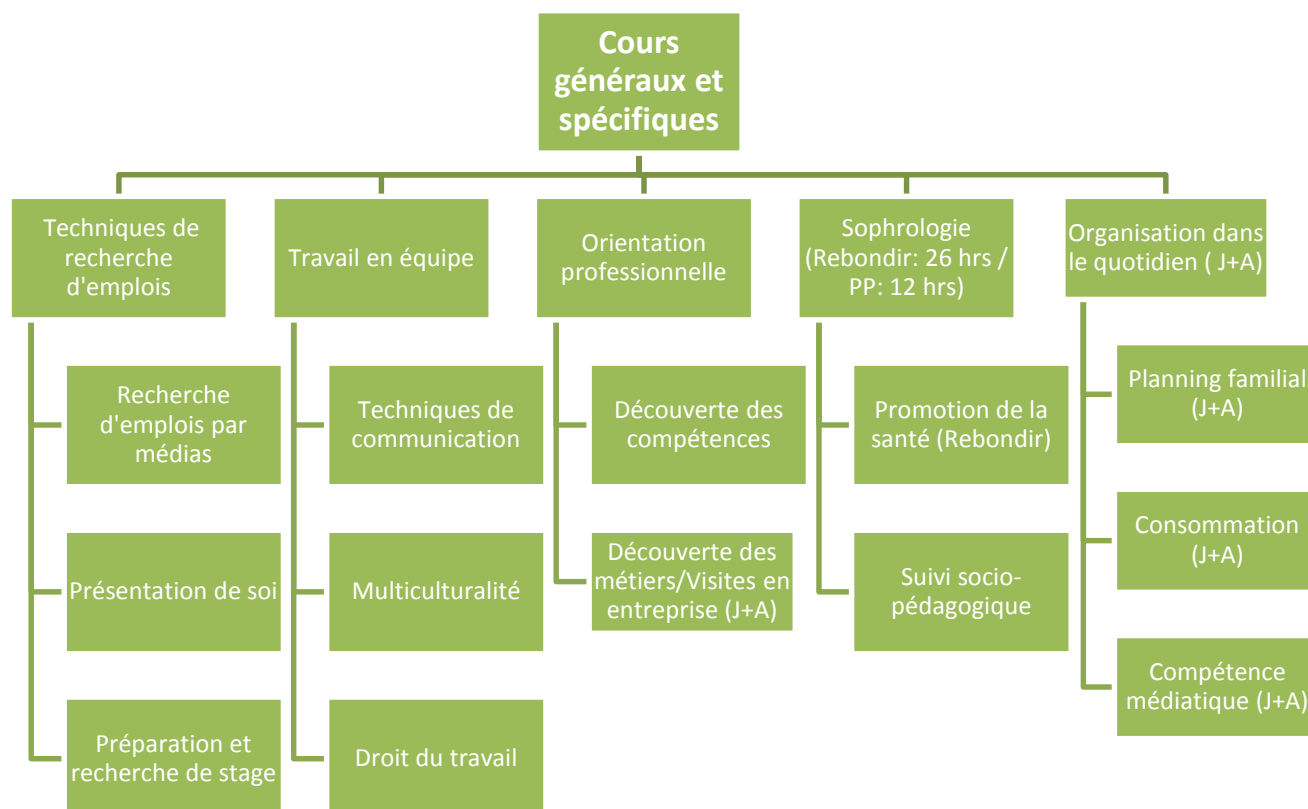 Cours
généraux et
spécifiques
Techniques de
recherche
d'emplois
Recherche
d'emplois par
médias
Présentation de soi
Préparation et
recherche de stage
Travail en équipe
Techniques de
communication
Multiculturalité
Droit du travail
Orientation
professionnelle
Découverte des
compétences
Découverte des
métiers/Visites en
entreprise (J+A)
Sophrologie
(Rebondir: 26 hrs /
PP: 12 hrs)
Promotion de la
santé (Rebondir)
Suivi socio-
pédagogique
Organisation dans
le quotidien ( J+A)
Planning familial
(J+A)
Consommation
(J+A)
Compétence
médiatique (J+A)